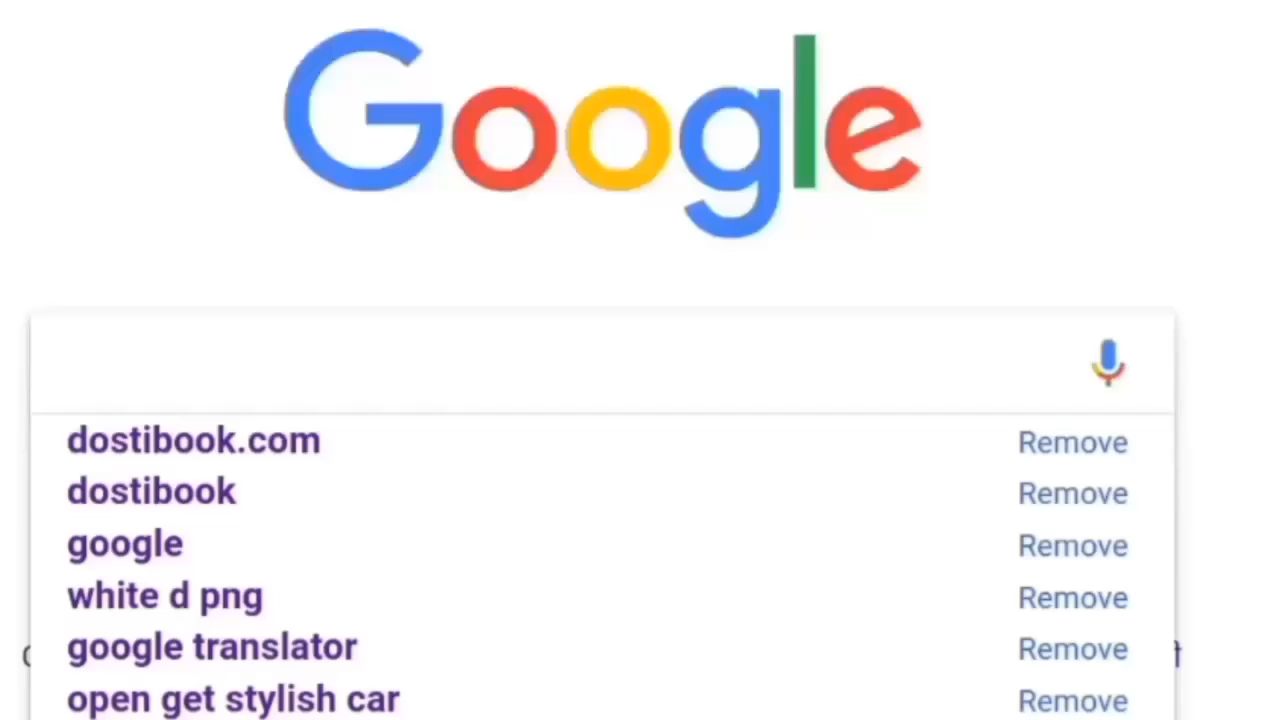 Google
dostibook.com Remove
dostibook Remove
google Remove
white d png Remove
google translator Remove
open get stylish car Remove